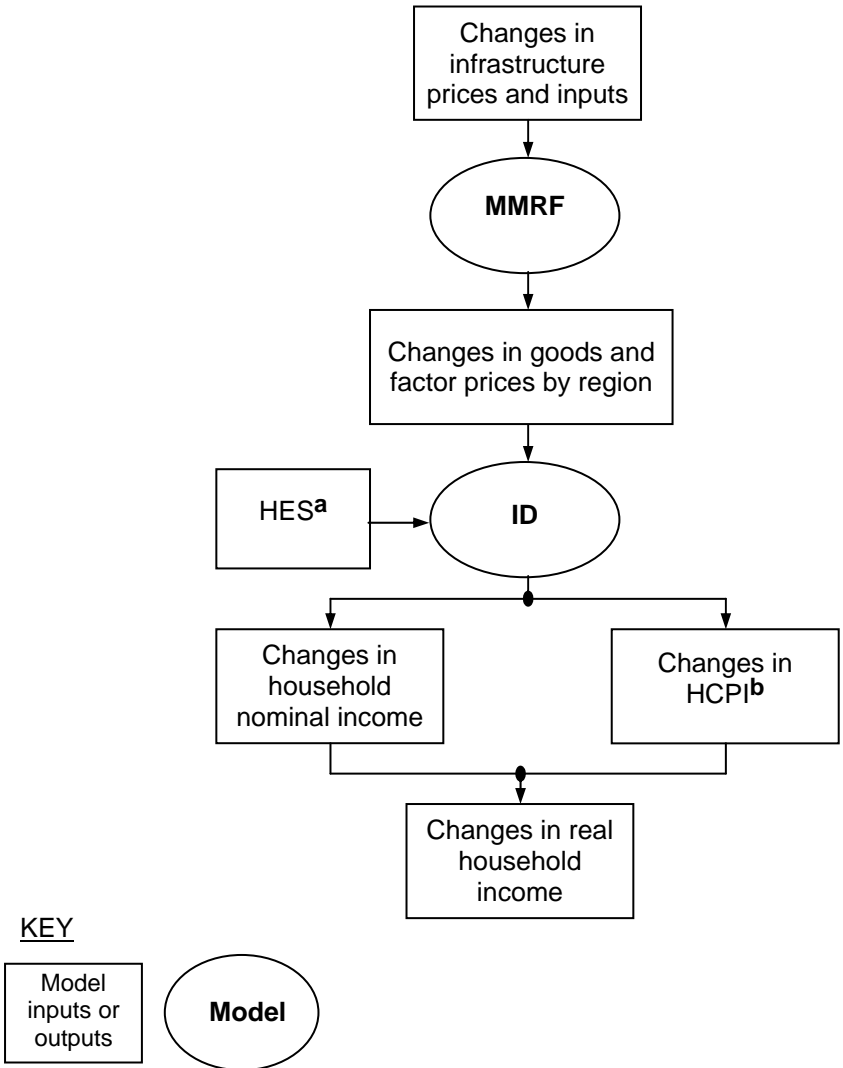 Changes in
infrastructure
prices and inputs
MMRF
Changes in goods and
factor prices by region
HESa
ID
Changes in
household
nominal income
Changes in
HCPIb
Changes in real
household
income
KEY
Model
inputs or
outputs
Model